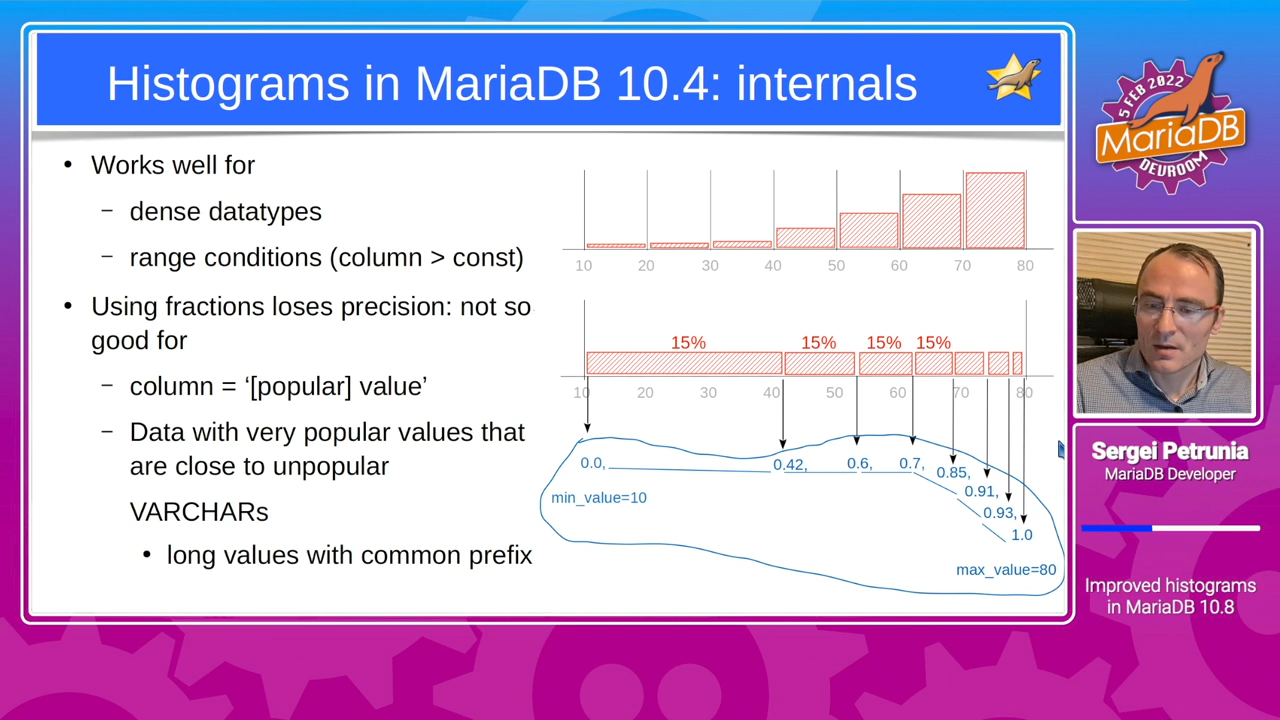 Histograms in MariaDB 10.4: internals
Works well for
dense datatypes
range conditions (column > const)
Using fractions loses precision: not so
good for
column = ‘[popular] value’
Data with very popular values that
are close to unpopular
VARCHARs
long values with common prefix
10 20 30 40 50 60 70 80
15% 15% 15% 15%
10 20 30 40 50 60 70 80
0.0, 0.42, 0.6, 0.7, 0.85,
0.91,
0.93,
1.0
min_value=10
max_value=80
5 FEB 2022
MariaDB
DEVROOM
Sergei Petrunia
MariaDB Developer
Improved histograms
in MariaDB 10.8